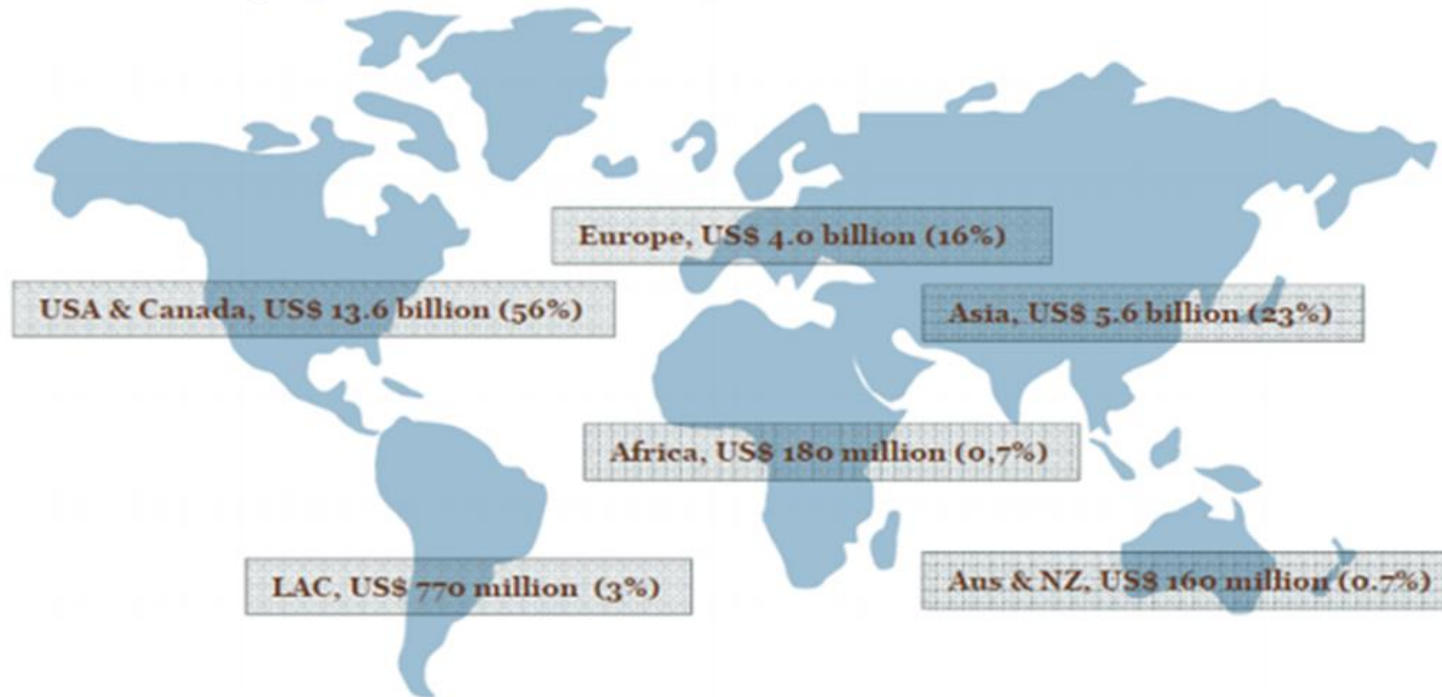 Europe, US$ 4.0 billion (16%)
USA & Canada, US$ 13.6 billion (56%)
Asia, US$ 5.6 billion (23%)
Africa, US$ 180 million (0,7%)
LAC, US$ 770 million (3%)
Aus & NZ, US$ 160 million (0.7%)